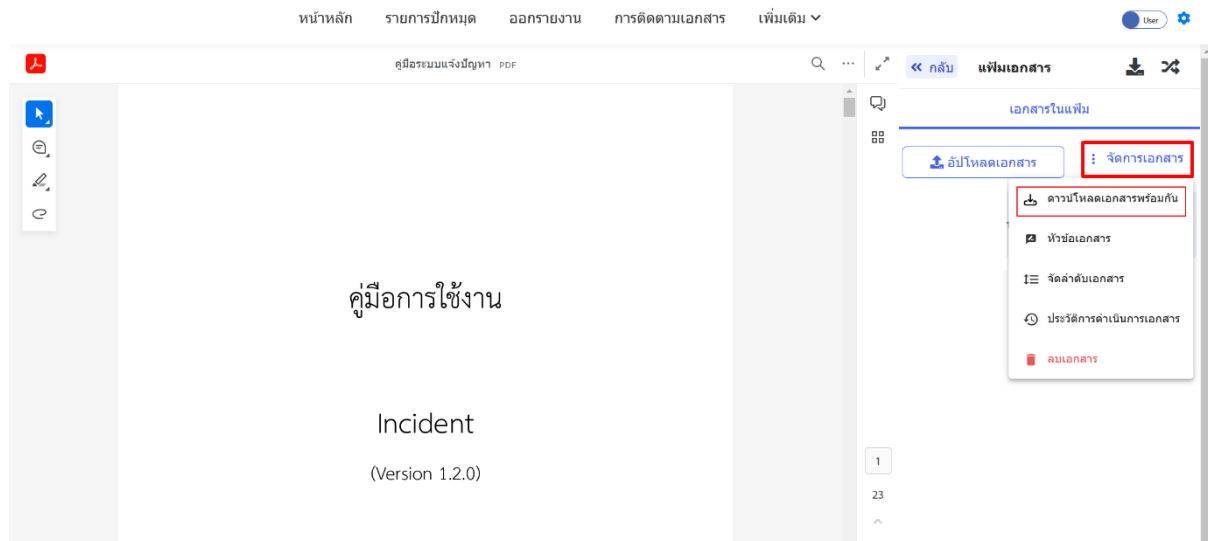 หน้าหลัก รายการปักหมุด ออกรายงาน การติดตามเอกสาร เพิ่มเติม User
คู่มือระบบแจ้งปัญหา PDF
กลับ แฟ้มเอกสาร
เอกสารในแฟ้ม
อัปโหลดเอกสาร จัดการเอกสาร
ดาวน์โหลดเอกสารพร้อมกัน
หัวข้อเอกสาร
จัดลำดับเอกสาร
ประวัติการดำเนินการเอกสาร
ลบเอกสาร
คู่มือการใช้งาน
Incident
(Version 1.2.0)
1
23